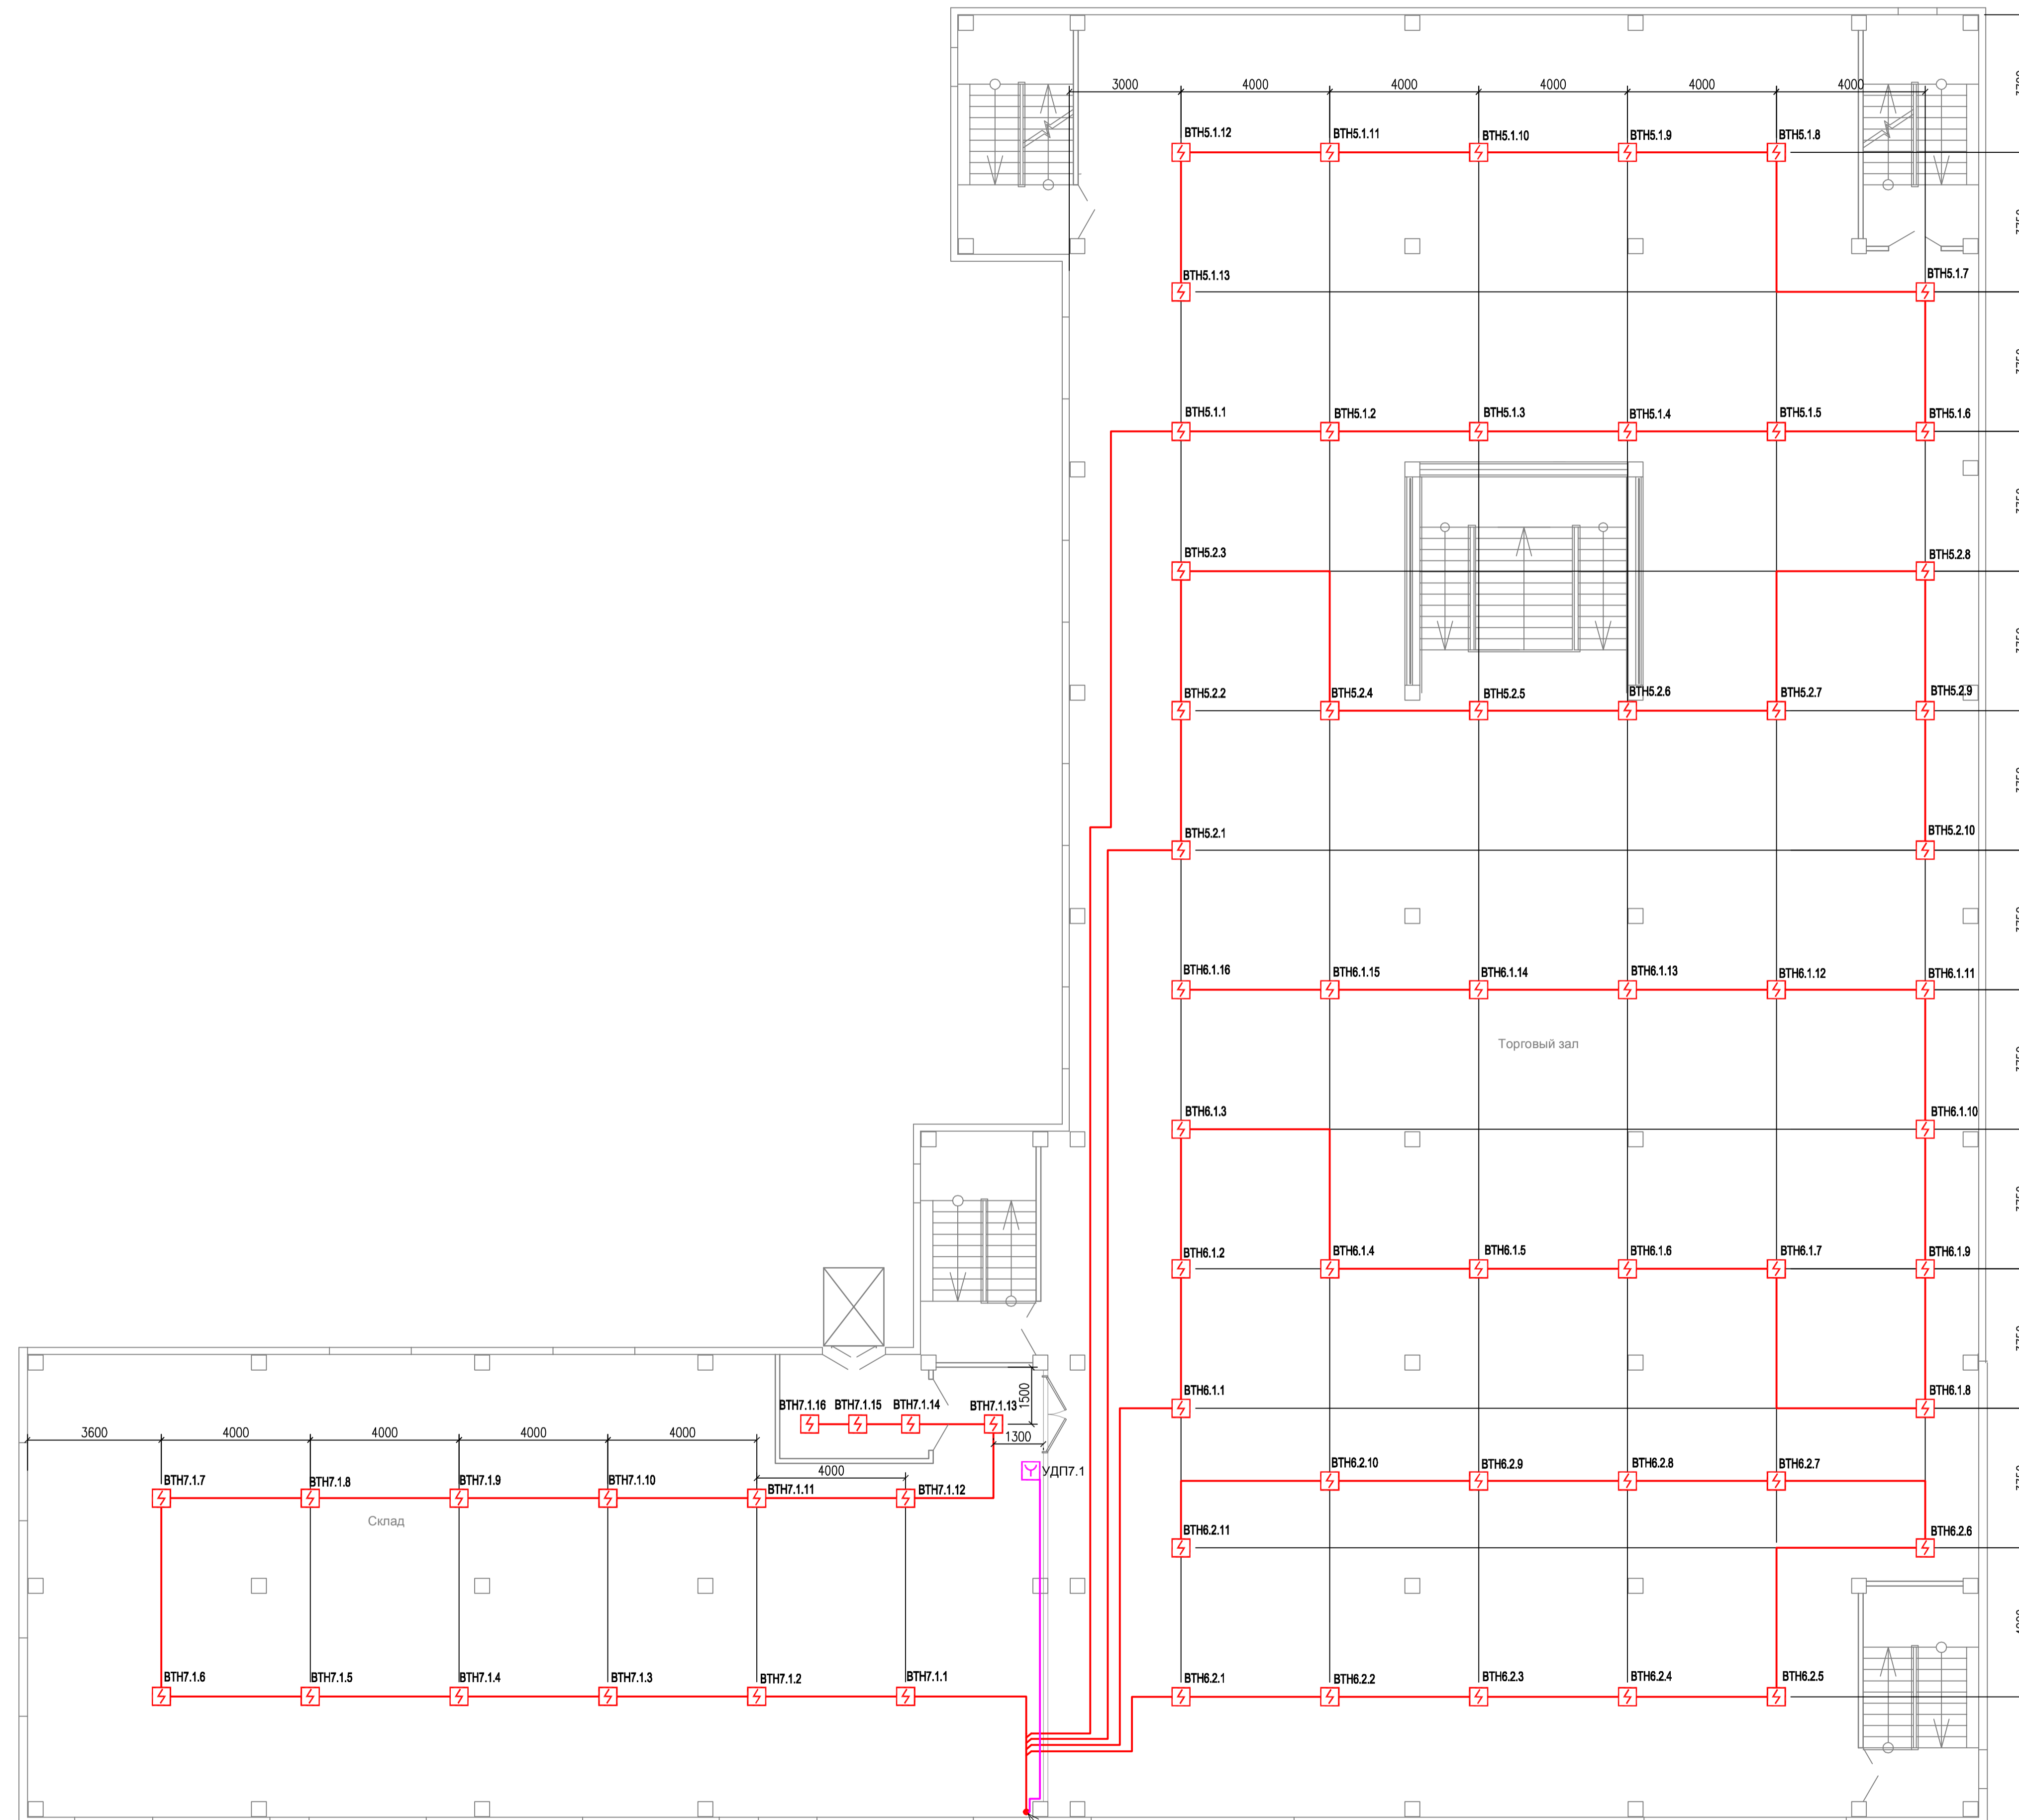 3000 4000 4000 4000 4000 4000
ВТН5.1.12 ВТН5.1.11 ВТН5.1.10 ВТН5.1.9 ВТН5.1.8
ВТН5.1.13 ВТН5.1.7
ВТН5.1.1 ВТН5.1.2 ВТН5.1.3 ВТН5.1.4 ВТН5.1.5 ВТН5.1.6
ВТН5.2.3 ВТН5.2.8
ВТН5.2.2 ВТН5.2.4 ВТН5.2.5 ВТН5.2.6 ВТН5.2.7 ВТН5.2.9
ВТН5.2.1 ВТН5.2.10
ВТН6.1.16 ВТН6.1.15 ВТН6.1.14 ВТН6.1.13 ВТН6.1.12 ВТН6.1.11
Торговый зал
ВТН6.1.3 ВТН6.1.10
ВТН6.1.2 ВТН6.1.4 ВТН6.1.5 ВТН6.1.6 ВТН6.1.7 ВТН6.1.9
ВТН6.1.1 ВТН6.1.8
1500
ВТН7.1.16 ВТН7.1.15 ВТН7.1.14 ВТН7.1.13
3600 4000 4000 4000 4000 1300
4000
УДП7.1
ВТН6.2.10 ВТН6.2.9 ВТН6.2.8 ВТН6.2.7
ВТН7.1.7 ВТН7.1.8 ВТН7.1.9 ВТН7.1.10 ВТН7.1.11 ВТН7.1.12
Склад
ВТН6.2.11 ВТН6.2.6
ВТН7.1.6 ВТН7.1.5 ВТН7.1.4 ВТН7.1.3 ВТН7.1.2 ВТН7.1.1
ВТН6.2.1 ВТН6.2.2 ВТН6.2.3 ВТН6.2.4 ВТН6.2.5